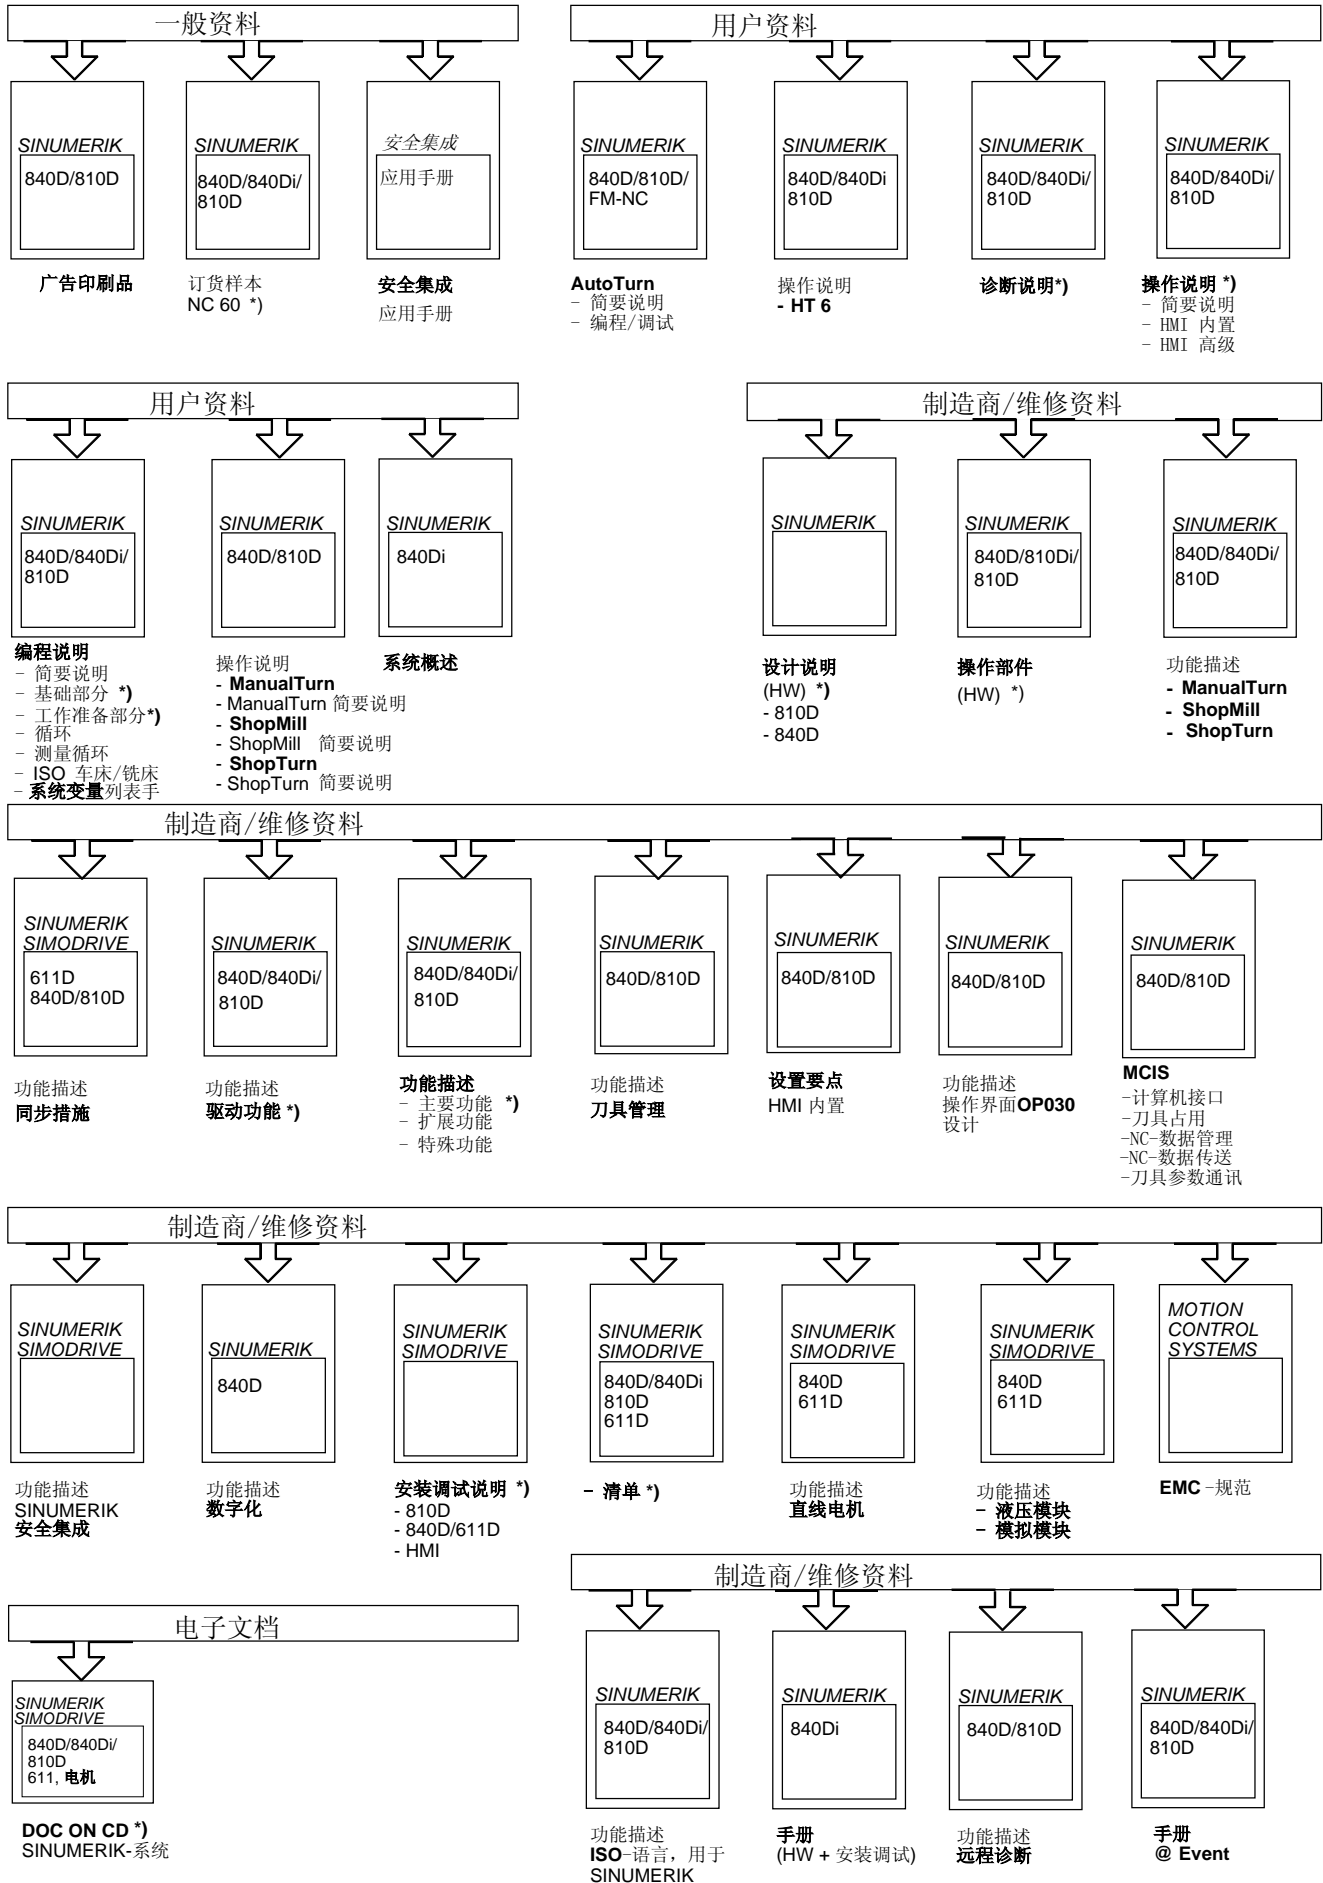 一般资料
SINUMERIK
840D/810D
广告印刷品
SINUMERIK
840D/840Di/
810D
订货样本
NC 60 *)
安全集成
应用手册
安全集成
应用手册
用户资料
SINUMERIK
840D/810D/
FM-NC
AutoTurn
- 简要说明
- 编程/调试
SINUMERIK
840D/840Di
810D
操作说明
- HT 6
SINUMERIK
840D/840Di/
810D
诊断说明*)
SINUMERIK
840D/840Di/
810D
操作说明 *)
- 简要说明
- HMI 内置
- HMI 高级
用户资料
SINUMERIK
840D/840Di/
810D
编程说明
- 简要说明
- 基础部分 *)
- 工作准备部分*)
- 循环
- 测量循环
- ISO 车床/铣床
- 系统变量列表手
SINUMERIK
840D/810D
操作说明
- ManualTurn
- ManualTurn 简要说明
- ShopMill
- ShopMill 简要说明
- ShopTurn
- ShopTurn 简要说明
SINUMERIK
840Di
系统概述
制造商/维修资料
SINUMERIK
设计说明
(HW) *)
- 810D
- 840D
SINUMERIK
840D/810Di/
810D
操作部件
(HW) *)
SINUMERIK
840D/840Di/
810D
功能描述
- ManualTurn
- ShopMill
- ShopTurn
制造商/维修资料
SINUMERIK
SIMODRIVE
611D
840D/810D
功能描述
同步措施
SINUMERIK
840D/840Di/
810D
功能描述
驱动功能 *)
SINUMERIK
840D/840Di/
810D
功能描述
- 主要功能 *)
- 扩展功能
- 特殊功能
SINUMERIK
840D/810D
功能描述
刀具管理
SINUMERIK
840D/810D
设置要点
HMI 内置
SINUMERIK
840D/810D
功能描述
操作界面OP030
设计
SINUMERIK
840D/810D
MCIS
-计算机接口
-刀具占用
-NC-数据管理
-NC-数据传送
-刀具参数通讯
制造商/维修资料
SINUMERIK
SIMODRIVE
功能描述
SINUMERIK
安全集成
SINUMERIK
840D
功能描述
数字化
SINUMERIK
SIMODRIVE
安装调试说明 *)
- 810D
- 840D/611D
- HMI
SINUMERIK
SIMODRIVE
840D/840Di
810D
611D
- 清单 *)
SINUMERIK
SIMODRIVE
840D
611D
功能描述
直线电机
SINUMERIK
SIMODRIVE
840D
611D
功能描述
- 液压模块
- 模拟模块
MOTION
CONTROL
SYSTEMS
EMC -规范
电子文档
SINUMERIK
SIMODRIVE
840D/840Di/
810D
611, 电机
DOC ON CD *)
SINUMERIK-系统
制造商/维修资料
SINUMERIK
840D/840Di/
810D
功能描述
ISO-语言, 用于
SINUMERIK
SINUMERIK
840Di
手册
(HW + 安装调试)
SINUMERIK
840D/810D
功能描述
远程诊断
SINUMERIK
840D/840Di/
810D
手册
@ Event